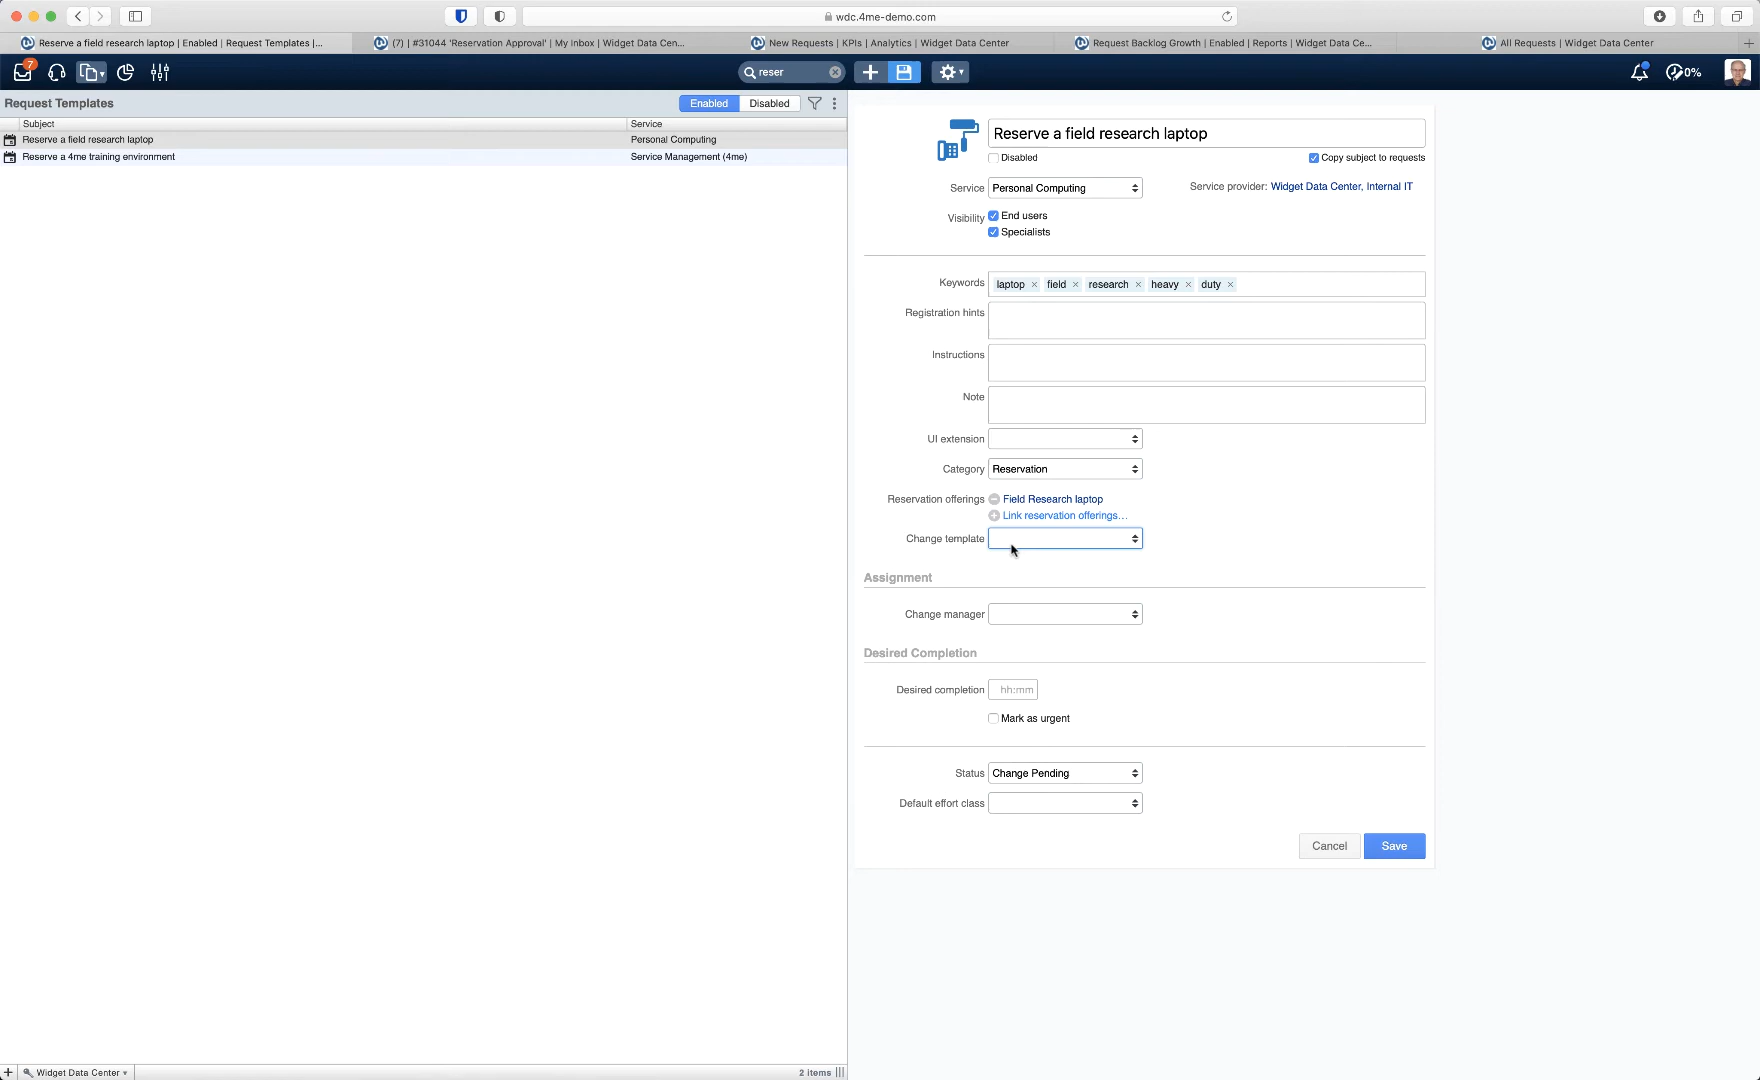 wdc.4me-demo.com
Reserve a field research laptop | Enabled | Request Templates |...
(7) | #31044 'Reservation Approval' | My Inbox | Widget Data Cen...
New Requests | KPIs | Analytics | Widget Data Center
Request Backlog Growth | Enabled | Reports | Widget Data Ce...
All Requests | Widget Data Center
7
reser
0%
Request Templates
Enabled
Disabled
Subject
Service
Reserve a field research laptop
Personal Computing
Reserve a 4me training environment
Service Management (4me)
Reserve a field research laptop
Disabled
Copy subject to requests
Service
Personal Computing
Service provider: Widget Data Center, Internal IT
Visibility
End users
Specialists
Keywords
laptop × field × research × heavy × duty ×
Registration hints
Instructions
Note
UI extension
Category
Reservation
Reservation offerings
Field Research laptop
Link reservation offerings...
Change template
Assignment
Change manager
Desired Completion
Desired completion
hh:mm
Mark as urgent
Status
Change Pending
Default effort class
Cancel
Save
Widget Data Center
2 items